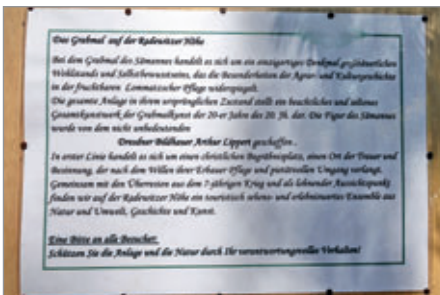 Das Grabmal auf der Radewitzer Höhe
Bei dem Grabmal des Sämannes handelt es sich um ein einzigartiges Denkmal großbäuerlichen
Wohlstands und Selbstbewusstseins, das die Besonderheiten der Agrar- und Kulturgeschichte
in der fruchtbaren Lommatzscher Pflege widerspiegelt.
Die gesamte Anlage in ihrem ursprünglichen Zustand stellt ein beachtliches und seltenes
Gesamtkunstwerk der Grabmalkunst der 20-er Jahre des 20. Jh. dar. Die Figur des Sämannes
wurde von dem nicht unbedeutenden
Dresdner Bildhauer Arthur Lippert geschaffen .
In erster Linie handelt es sich um einen christlichen Begräbnisplatz, einen Ort der Trauer und
Besinnung, der nach dem Willen ihrer Erbauer Pflege und pietätvollen Umgang verlangt.
Gemeinsam mit den Überresten aus dem 7-jährigen Krieg und als lohnender Aussichtspunkt
finden wir auf der Radewitzer Höhe ein touristisch sehens- und erlebniswertes Ensemble aus
Natur und Umwelt, Geschichte und Kunst.
Eine Bitte an alle Besucher:
Schützen Sie die Anlage und die Natur durch Ihr verantwortungsvolles Verhalten!